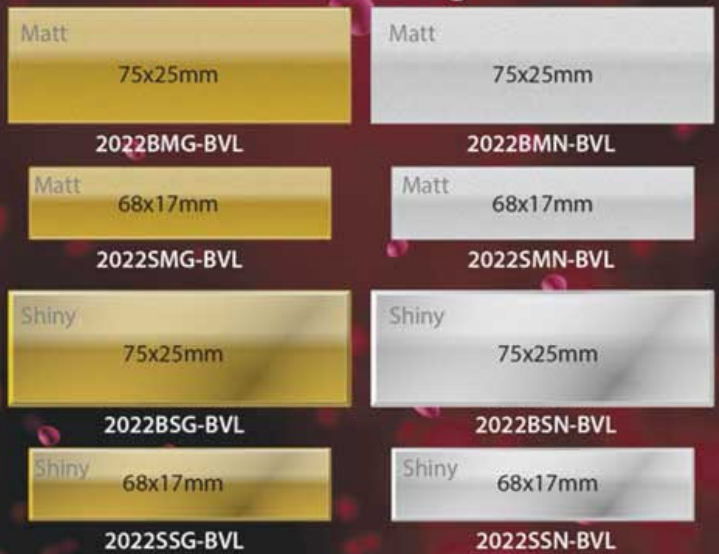 Matt
75x25mm
2022BMG-BVL
Matt
75x25mm
2022BMN-BVL
Matt
68x17mm
2022SMG-BVL
Matt
68x17mm
2022SMN-BVL
Shiny
75x25mm
2022BSG-BVL
Shiny
75x25mm
2022BSN-BVL
Shiny
68x17mm
2022SSG-BVL
Shiny
68x17mm
2022SSN-BVL